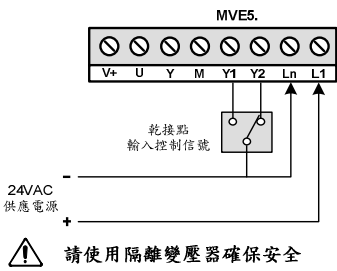 MVE5.
V+ U Y M Y1 Y2 Ln L1
乾接點
輸入控制信號
−
24VAC
供應電源
+
請使用隔離變壓器確保安全